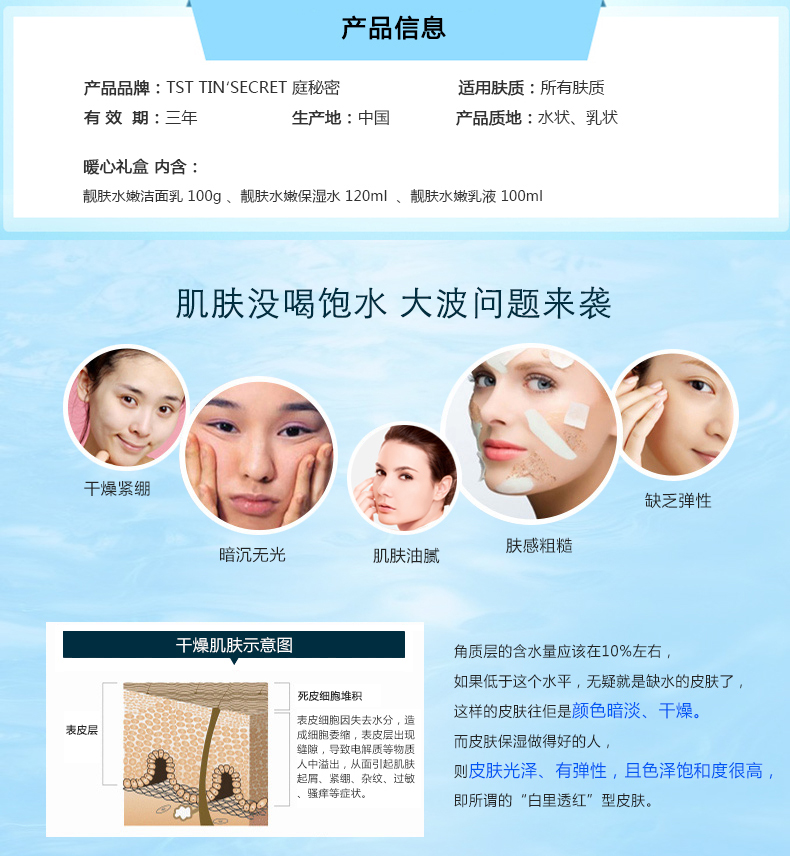 产品信息
产品品牌：TST TIN‘SECRET 庭秘密 适用肤质：所有肤质
有 效 期：三年 生产地：中国 产品质地：水状、乳状
暖心礼盒 内含：
靓肤水嫩洁面乳 100g 、靓肤水嫩保湿水 120ml 、靓肤水嫩乳液 100ml
肌肤没喝饱水 大波问题来袭
干燥紧绷
暗沉无光
肌肤油腻
肤感粗糙
缺乏弹性
干燥肌肤示意图
表皮层
死皮细胞堆积
表皮细胞因失去水分，造
成细胞委缩，表皮层出现
缝隙，导致电解质等物质
人中溢出，从面引起肌肤
起屑、紧绷、杂纹、过敏
、骚痒等症状。
角质层的含水量应该在10%左右，
如果低于这个水平，无疑就是缺水的皮肤了，
这样的皮肤往佢是颜色暗淡、干燥。
而皮肤保湿做得好的人，
则皮肤光泽、有弹性，且色泽饱和度很高，
即所谓的“白里透红”型皮肤。